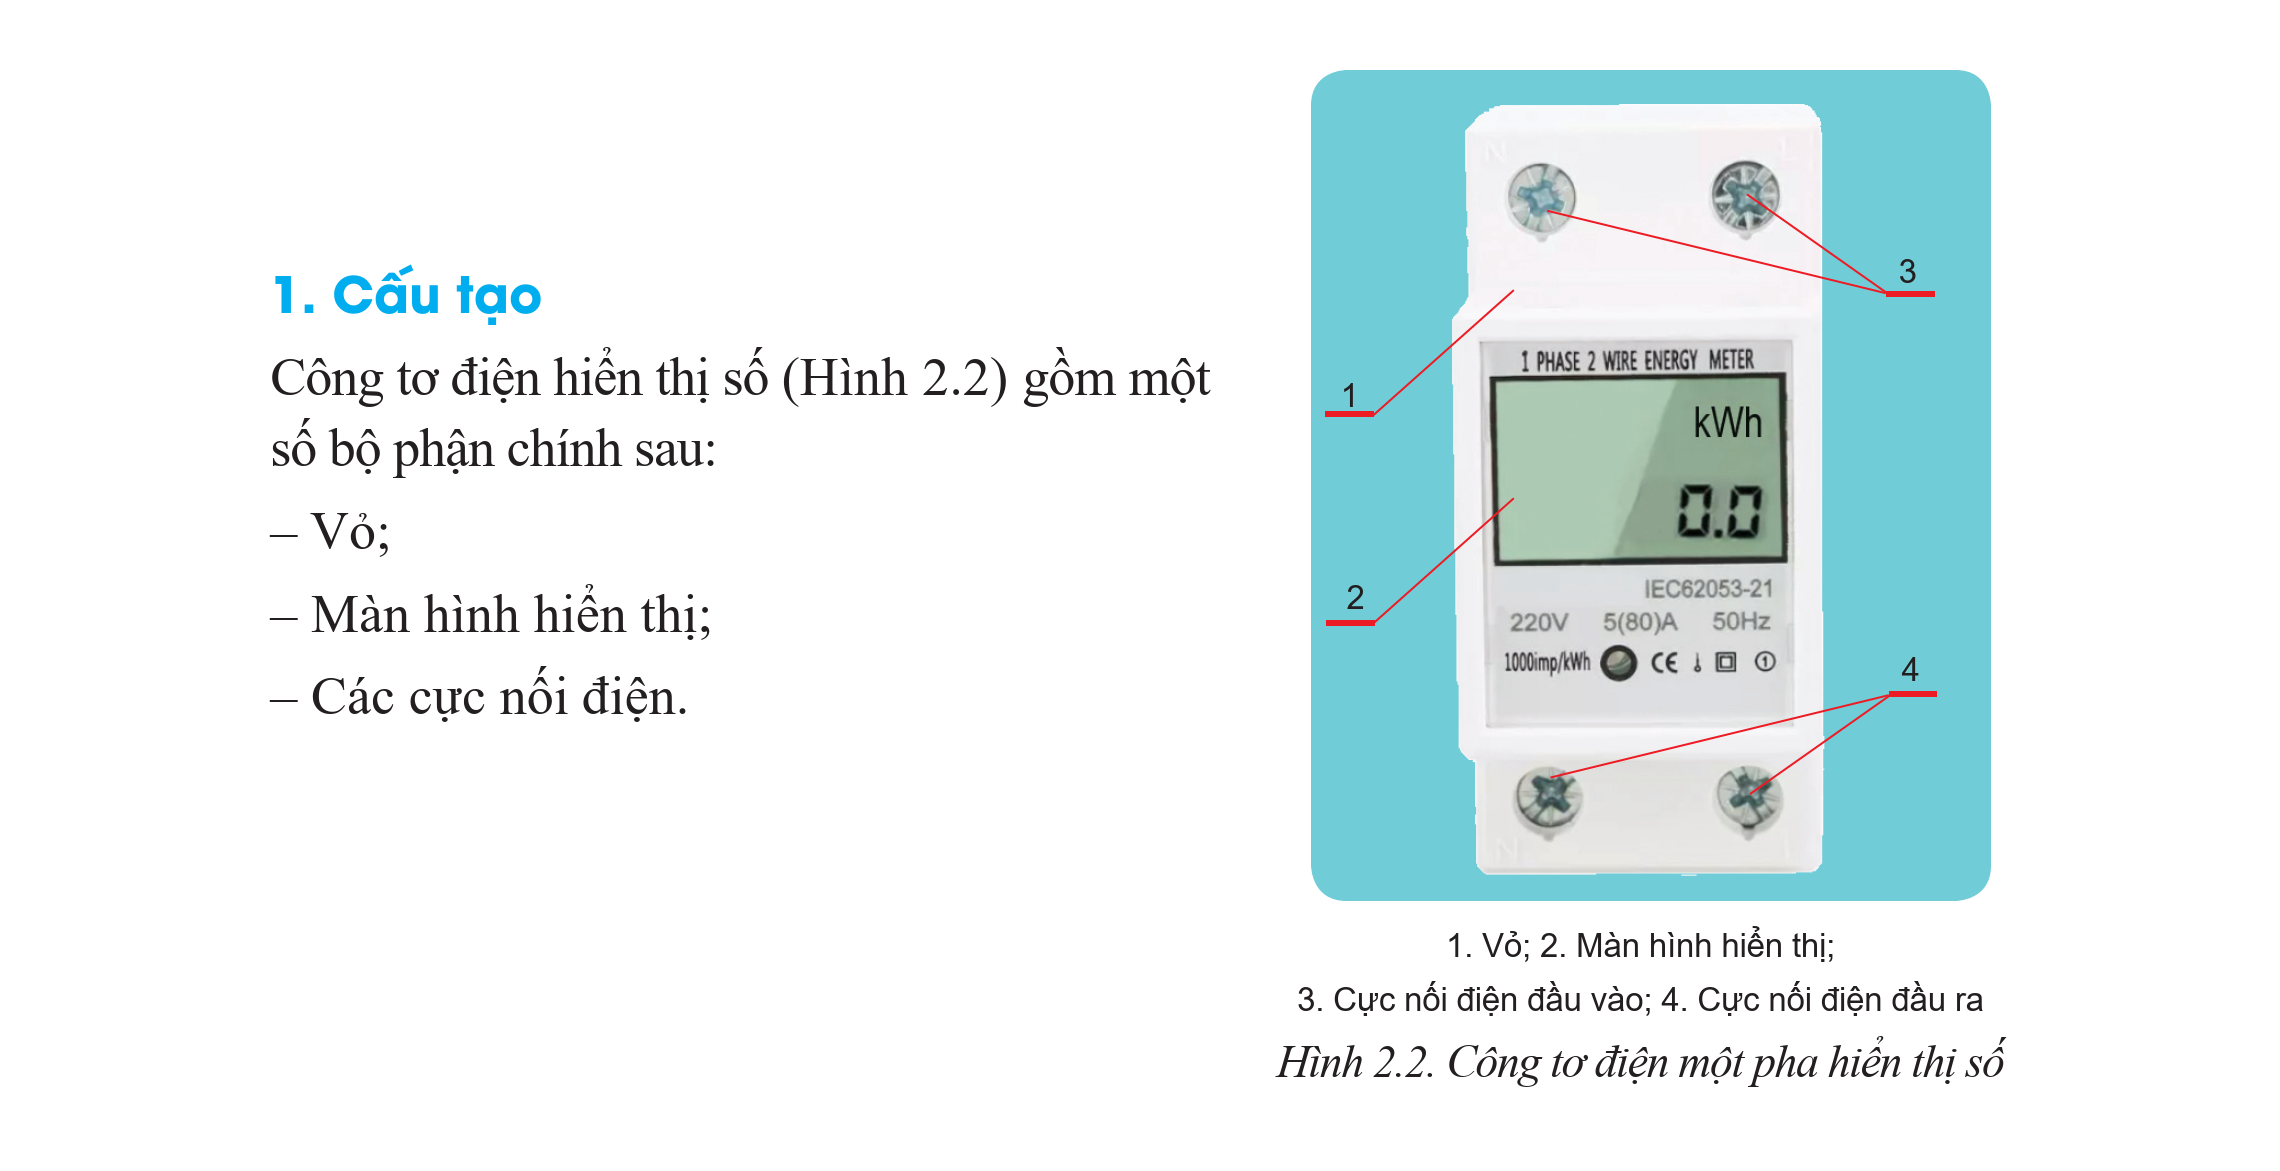 1. Cấu tạo
Công tơ điện hiển thị số (Hình 2.2) gồm một
số bộ phận chính sau:
– Vỏ;
– Màn hình hiển thị;
– Các cực nối điện.
N L
3
1
1 PHASE 2 WIRE ENERGY METER
kWh
0.0
2
IEC62053-21
220V 5(80)A 50Hz
1000imp/kWh CE 1
4
N
1. Vỏ; 2. Màn hình hiển thị;
3. Cực nối điện đầu vào; 4. Cực nối điện đầu ra
Hình 2.2. Công tơ điện một pha hiển thị số